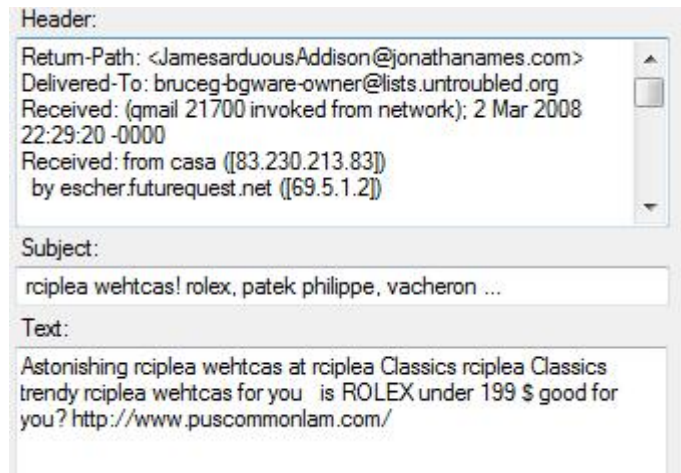 Header:
Return-Path: <JamesarduousAddison@jonathanames.com>
Delivered-To: bruceg-bgware-owner@lists.untroubled.org
Received: (qmail 21700 invoked from network); 2 Mar 2008
22:29:20 -0000
Received: from casa ([83.230.213.83])
by escher.futurequest.net ([69.5.1.2])
Subject:
rciplea wehtcas! rolex, patek philippe, vacheron ...
Text:
Astonishing rciplea wehtcas at rciplea Classics rciplea Classics
trendy rciplea wehtcas for you   is ROLEX under 199 $ good for
you? http://www.puscommonlam.com/